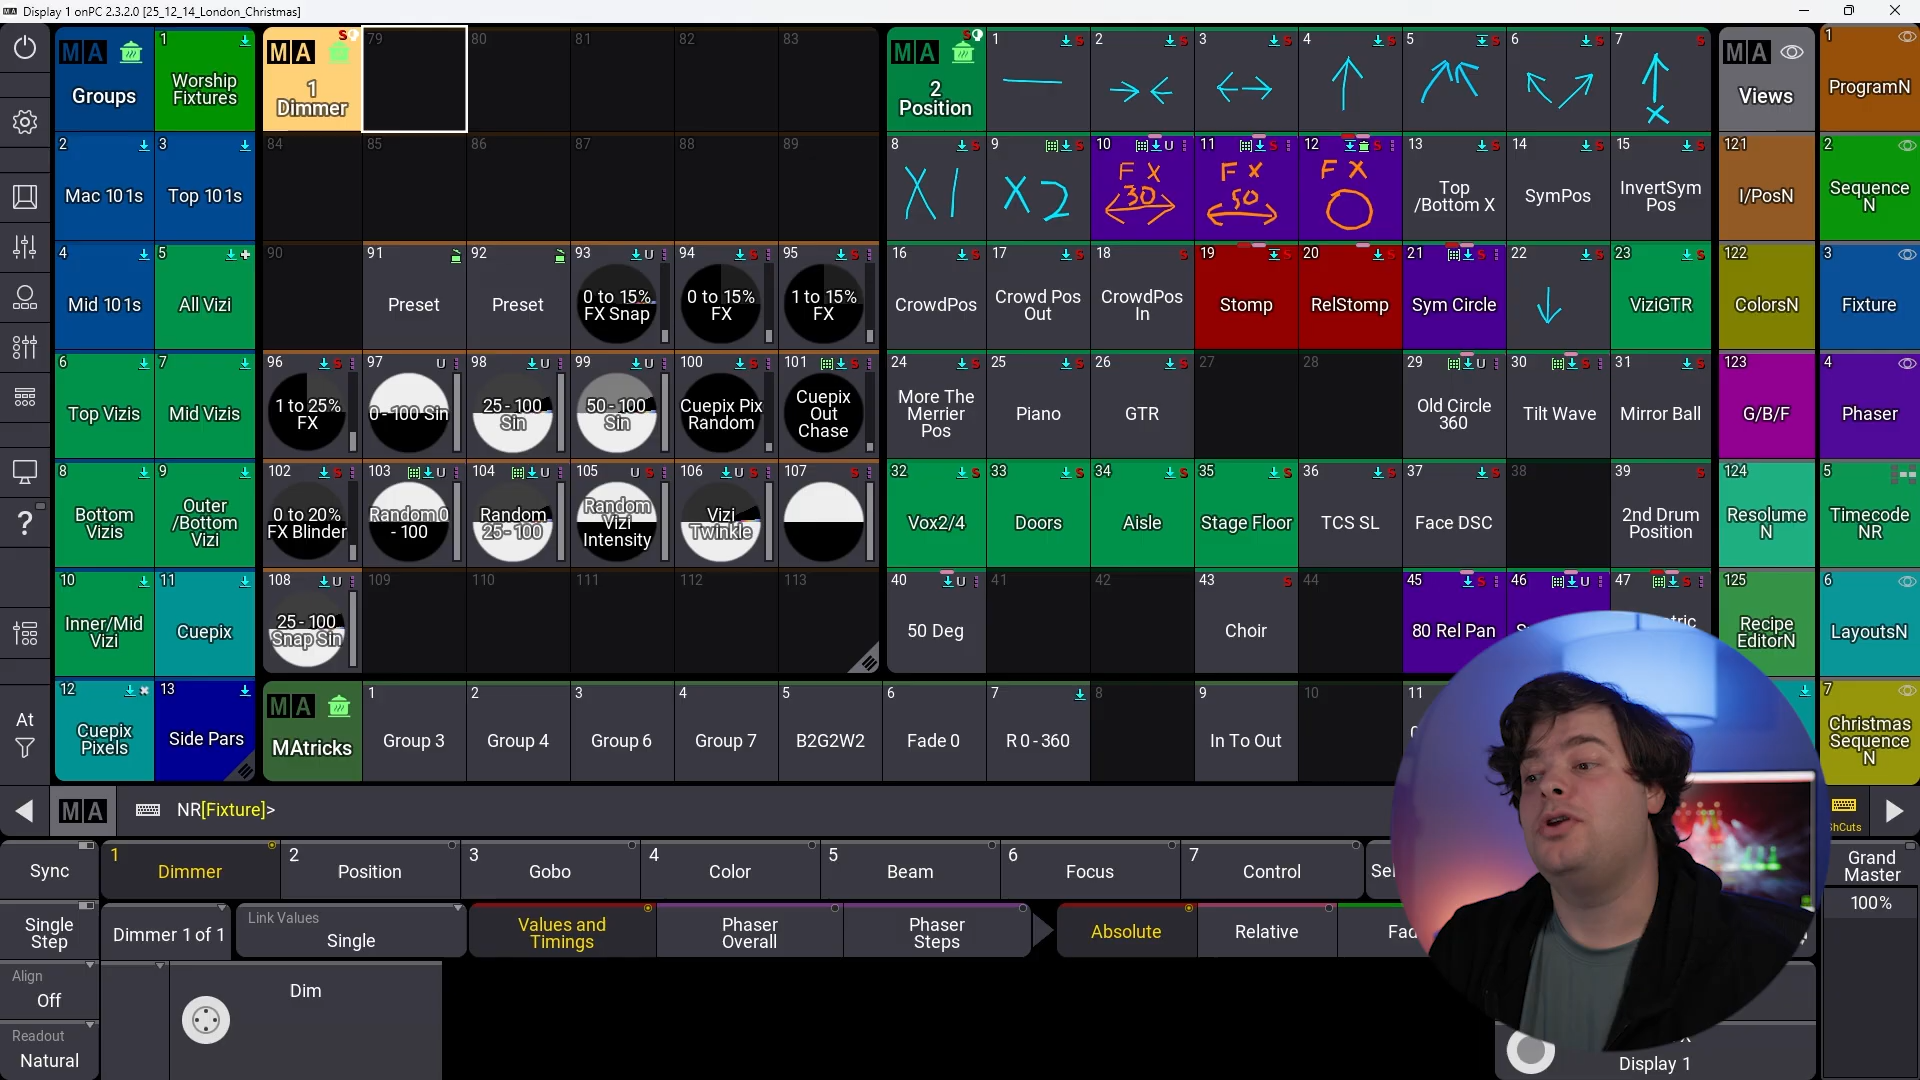 Display 1 onPC 2.3.2.0 [25_12_14_London_Christmas]
MA
Groups
1
Worship
Fixtures
MA
1
Dimmer
79
80
81
82
83
MA
2
Position
1
2
3
4
5
6
7
X
MA
Views
1
ProgramN
2
Mac 101s
3
Top 101s
84
85
86
87
88
89
8
X1
9
X2
10
U
FX
30
11
FX
50
12
FX
13
Top
/Bottom X
14
SymPos
15
InvertSym
Pos
121
I/PosN
2
Sequence
N
4
Mid 101s
5
All Vizi
90
91
Preset
92
Preset
93
U
0 to 15%
FX Snap
94
0 to 15%
FX
95
1 to 15%
FX
16
CrowdPos
17
Crowd Pos
Out
18
CrowdPos
In
19
Stomp
20
RelStomp
21
Sym Circle
22
23
ViziGTR
122
ColorsN
3
Fixture
6
Top Vizis
7
Mid Vizis
96
1 to 25%
FX
97
U
0 - 100 Sin
98
U
25 - 100
Sin
99
U
50 - 100
Sin
100
Cuepix Pix
Random
101
Cuepix
Out
Chase
24
More The
Merrier
Pos
25
Piano
26
GTR
27
28
29
U
Old Circle
360
30
Tilt Wave
31
Mirror Ball
123
G/B/F
4
Phaser
8
Bottom
Vizis
9
Outer
/Bottom
Vizi
102
0 to 20%
FX Blinder
103
U
Random 0
- 100
104
U
Random
25 - 100
105
U S
Random
Vizi
Intensity
106
U S
Vizi
Twinkle
107
S
32
Vox2/4
33
Doors
34
Aisle
35
Stage Floor
36
TCS SL
37
Face DSC
38
39
2nd Drum
Position
124
Resolume
N
5
Timecode
NR
10
Inner/Mid
Vizi
11
Cuepix
108
U
25 - 100
Snap Sin
109
110
111
112
113
40
U
50 Deg
41
42
43
Choir
44
45
80 Rel Pan
46
U
47
125
Recipe
EditorN
6
LayoutsN
12
Cuepix
Pixels
13
Side Pars
MA
MAtricks
1
Group 3
2
Group 4
3
Group 6
4
Group 7
5
B2G2W2
6
Fade 0
7
R 0 - 360
8
9
In To Out
10
11
7
Christmas
Sequence
N
?
At
MA
NR[Fixture]>
ShCuts
Sync
1
Dimmer
2
Position
3
Gobo
4
Color
5
Beam
6
Focus
7
Control
Grand
Master
100%
Single
Step
Dimmer 1 of 1
Link Values
Single
Values and
Timings
Phaser
Overall
Phaser
Steps
Absolute
Relative
Align
Off
Dim
Readout
Natural
Display 1